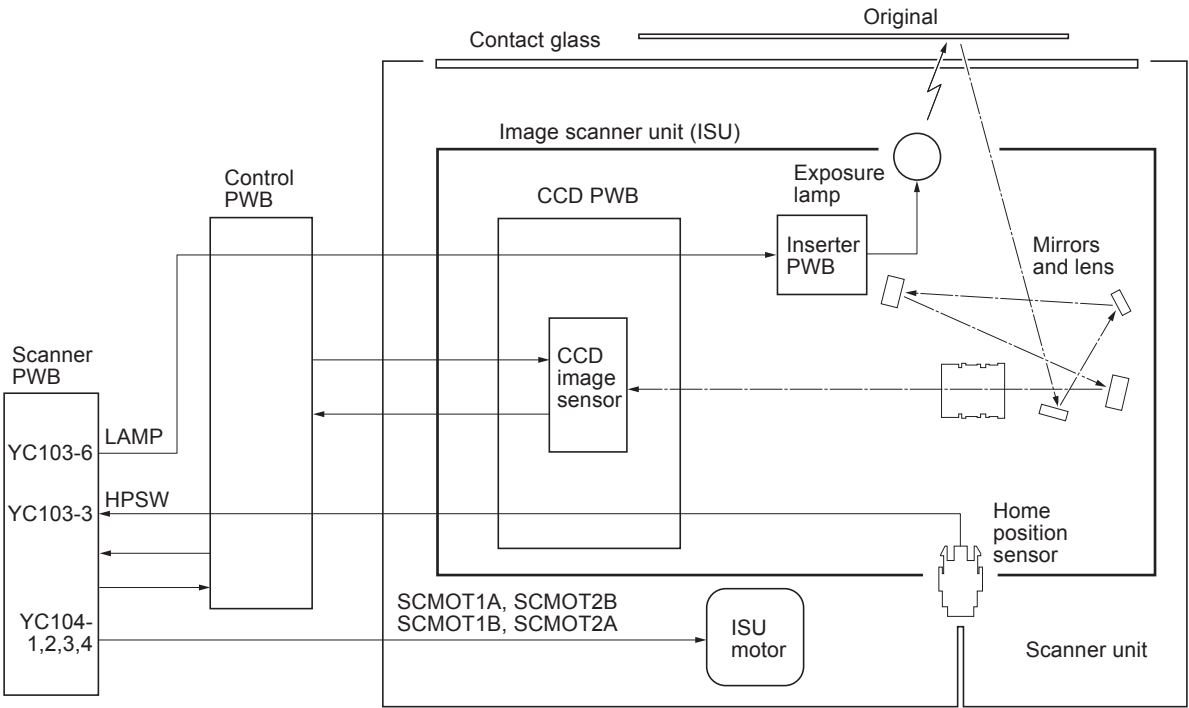 Original
Contact glass
Image scanner unit (ISU)
Control
PWB
CCD PWB
Exposure
lamp
Inserter
PWB
Mirrors
and lens
Scanner
PWB
CCD
image
sensor
YC103-6
LAMP
YC103-3
HPSW
Home
position
sensor
SCMOT1A, SCMOT2B
SCMOT1B, SCMOT2A
YC104-
1,2,3,4
ISU
motor
Scanner unit